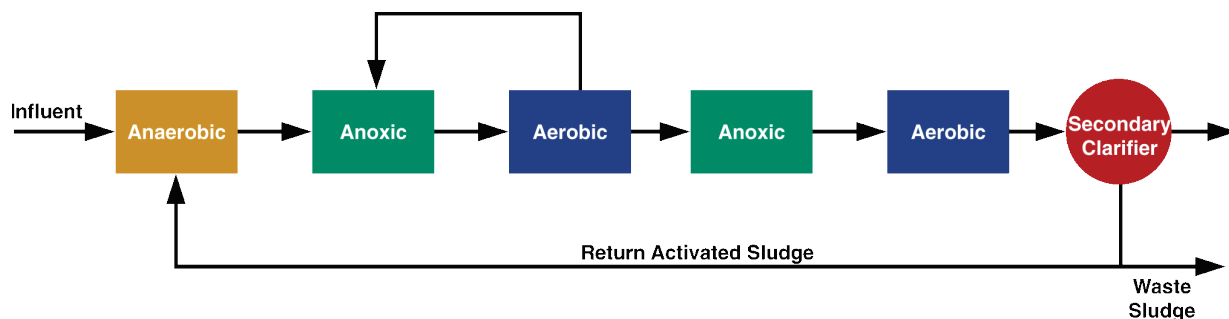 Influent
Anaerobic
Anoxic
Aerobic
Anoxic
Aerobic
Secondary
Clarifier
Return Activated Sludge
Waste
Sludge